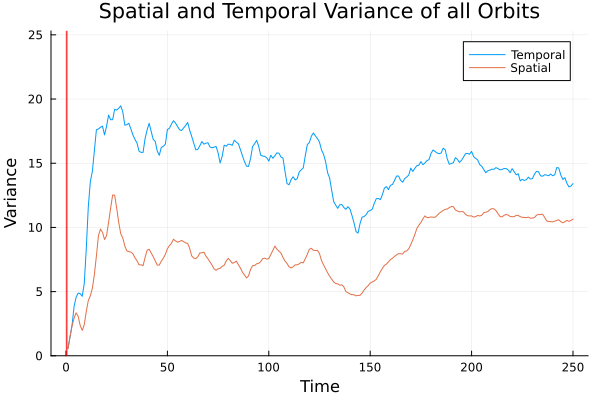 Spatial and Temporal Variance of all Orbits
25
20
15
10
5
0
Variance
Temporal
Spatial
0 50 100 150 200 250
Time